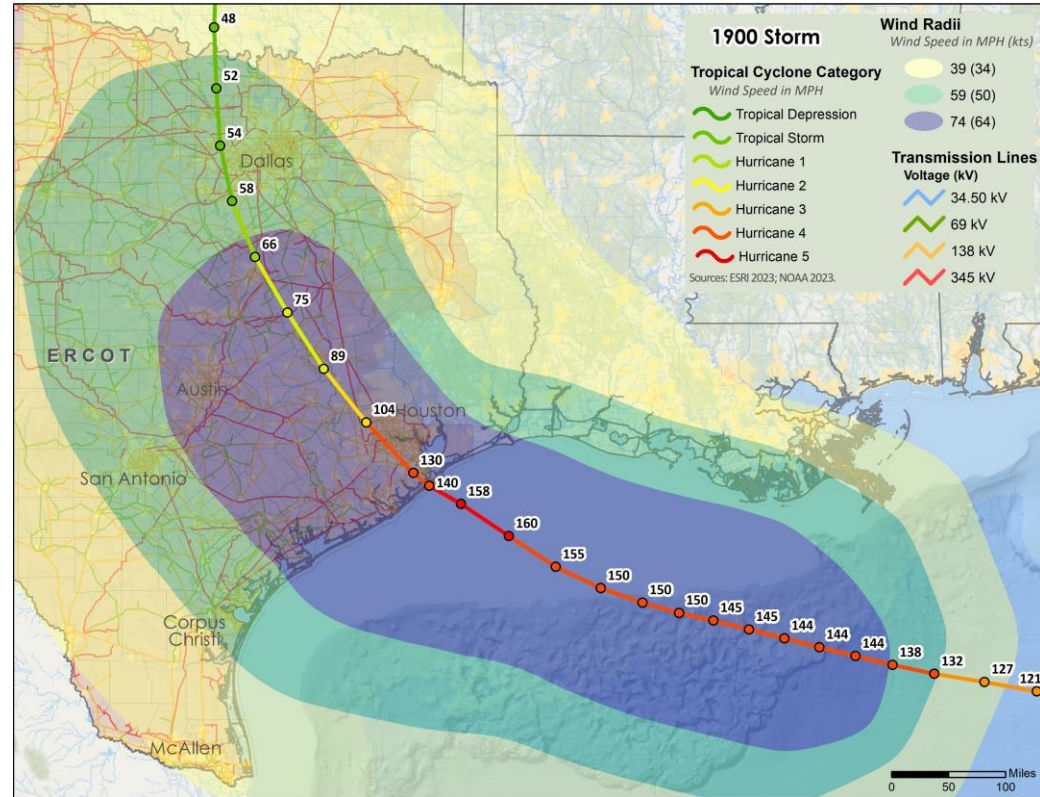 1900 Storm
Tropical Cyclone Category
Wind Speed in MPH
Tropical Depression
Tropical Storm
Hurricane 1
Hurricane 2
Hurricane 3
Hurricane 4
Hurricane 5
Sources: ESRI 2023; NOAA 2023.
Wind Radii
Wind Speed in MPH (kts)
39 (34)
59 (50)
74 (64)
Transmission Lines
Voltage (kV)
34.50 kV
69 kV
138 kV
345 kV
48
52
54
Dallas
58
66
75
ERCOT
89
Austin
104
Houston
San Antonio
130
140
158
160
155
150
150
150
145
145
144
144
144
138
132
127
121
Corpus
Christi
McAllen
Miles
0 50 100